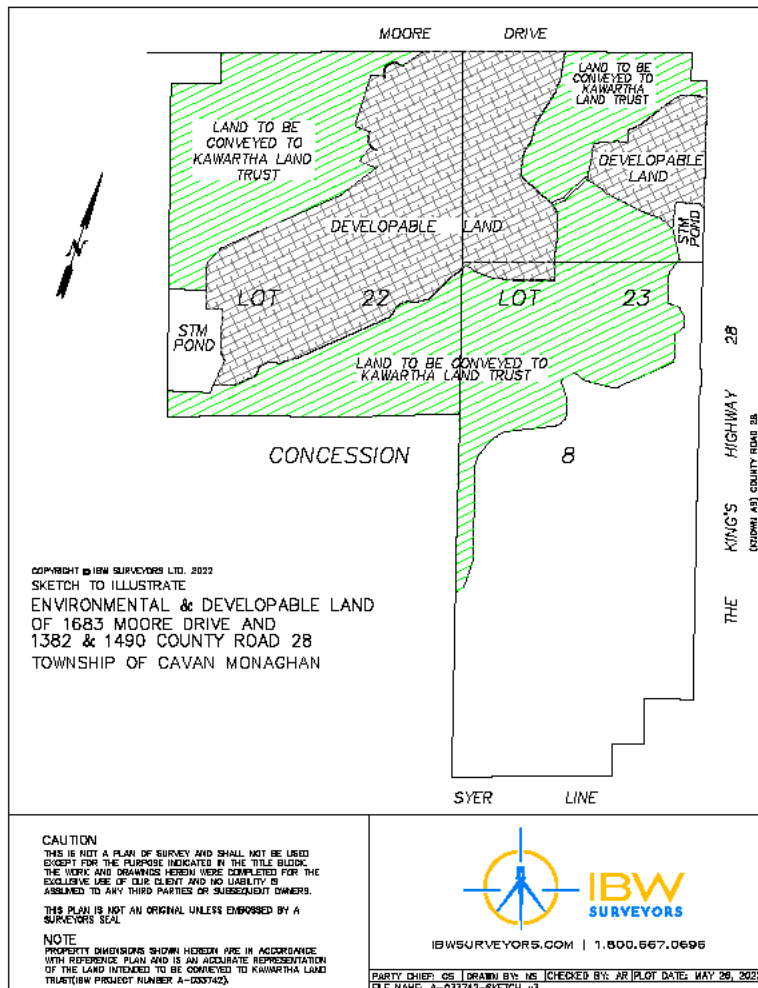 MOORE DRIVE
LAND TO BE
CONVEYED TO
KAWARTHA
LAND TRUST
LAND TO BE
CONVEYED TO
KAWARTHA LAND
TRUST
DEVELOPABLE
LAND
DEVELOPABLE LAND
STM
POND
N
LOT 22 LOT 23
STM
POND
LAND TO BE CONVEYED TO
KAWARTHA LAND TRUST
CONCESSION 8
THE KING'S HIGHWAY 28
(KNOWN AS) COUNTY ROAD 28
COPYRIGHT © IBW SURVEYORS LTD. 2022
SKETCH TO ILLUSTRATE
ENVIRONMENTAL & DEVELOPABLE LAND
OF 1683 MOORE DRIVE AND
1382 & 1490 COUNTY ROAD 28
TOWNSHIP OF CAVAN MONAGHAN
SYER LINE
CAUTION
THIS IS NOT A PLAN OF SURVEY AND SHALL NOT BE USED
EXCEPT FOR THE PURPOSE INDICATED IN THE TITLE BLOCK.
THE WORK AND DRAWINGS HEREIN WERE COMPLETED FOR THE
EXCLUSIVE USE OF OUR CLIENT AND NO LIABILITY IS
ASSUMED TO ANY THIRD PARTIES OR SUBSEQUENT OWNERS.
THIS PLAN IS NOT AN ORIGINAL UNLESS EMBOSSED BY A
SURVEYORS SEAL
NOTE
PROPERTY DIMENSIONS SHOWN HEREON ARE IN ACCORDANCE
WITH REFERENCE PLAN AND IS AN ACCURATE REPRESENTATION
OF THE LAND INTENDED TO BE CONVEYED TO KAWARTHA LAND
TRUST(IBW PROJECT NUMBER A-033742).
IBW
SURVEYORS
IBWSURVEYORS.COM | 1.800.667.0696
PARTY CHIEF: CS DRAWN BY: NS CHECKED BY: AR PLOT DATE: MAY 26, 2022
FILE NAME: A-033742-SKETCH v3